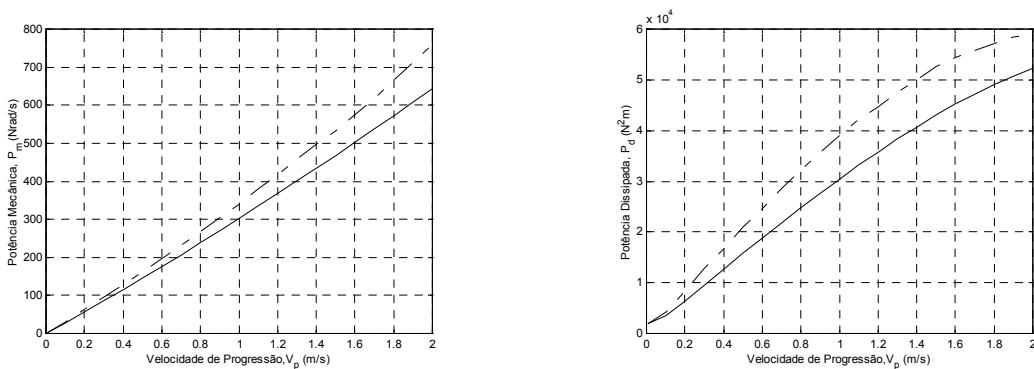 800
700
600
500
400
300
200
100
0
Potência Mecânica, P_m (Nrad/s)
0 0.2 0.4 0.6 0.8 1 1.2 1.4 1.6 1.8 2
Velocidade de Progressão,V_p (m/s)
x 10^4
6
5
4
3
2
1
0
Potência Dissipada, P_d (N^2m)
0 0.2 0.4 0.6 0.8 1 1.2 1.4 1.6 1.8 2
Velocidade de Progressão,V_p (m/s)